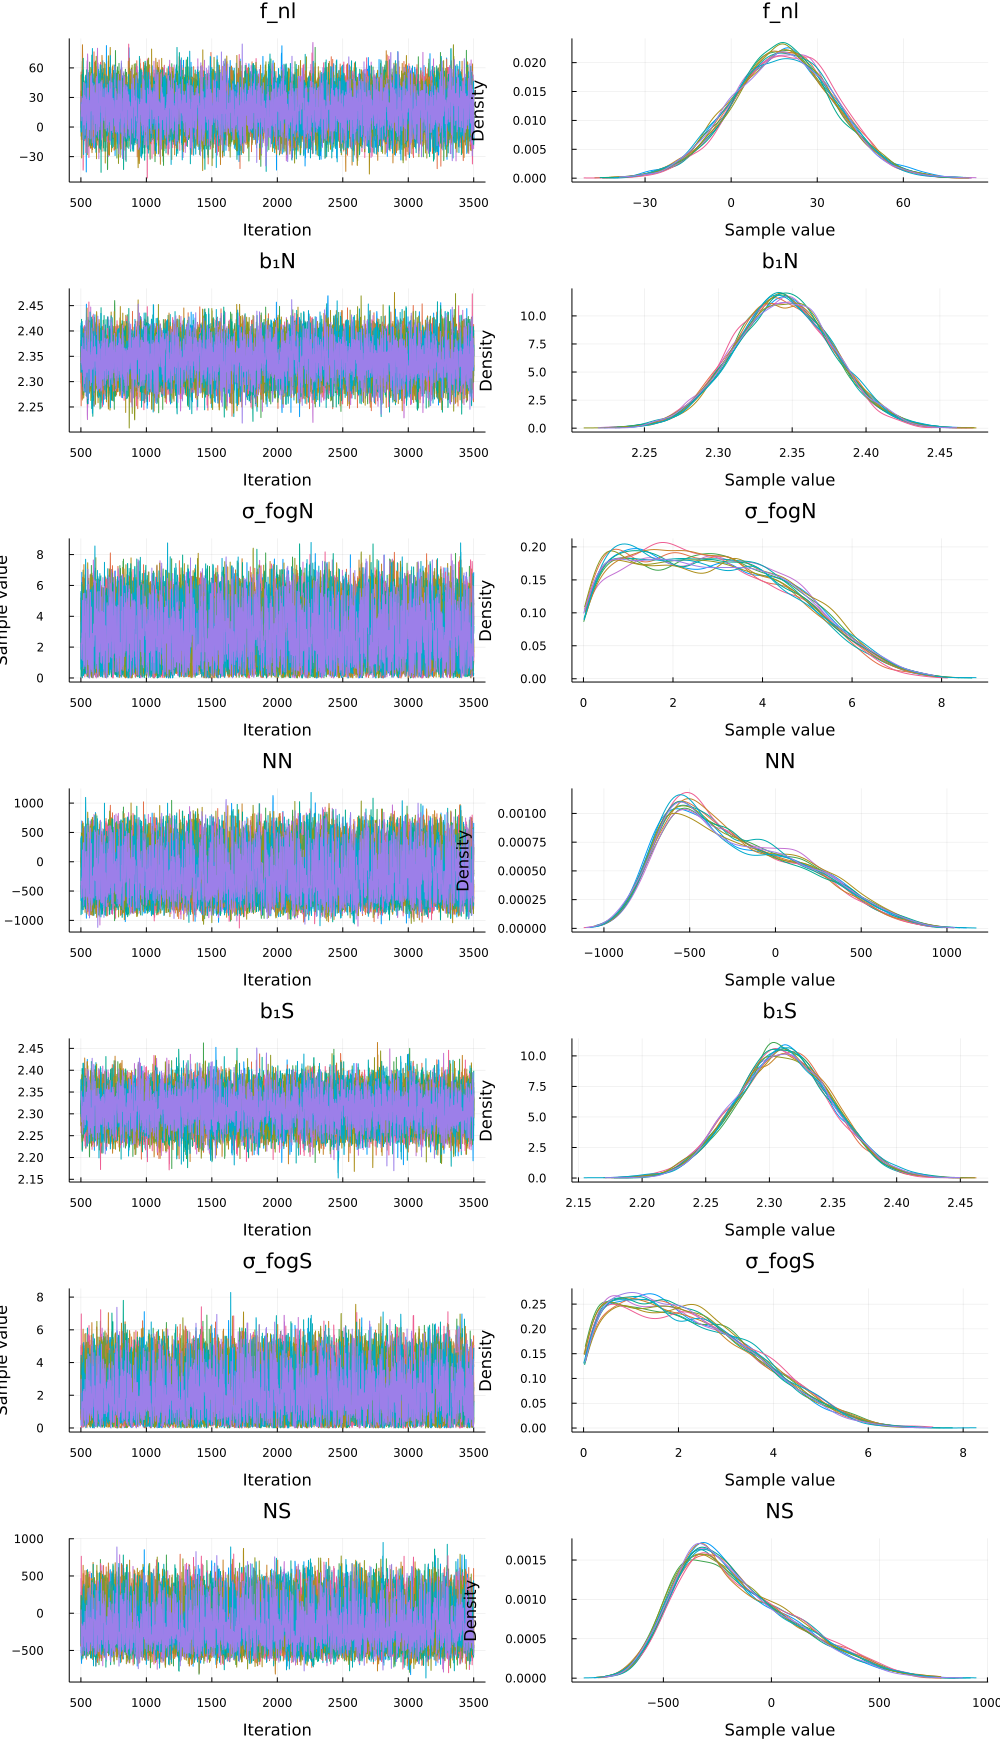 f_nl
f_nl
60
30
0
−30
500 1000 1500 2000 2500 3000 3500
Iteration
Density
0.020
0.015
0.010
0.005
0.000
−30 0 30 60
Sample value
b₁N
b₁N
2.45
2.40
2.35
2.30
2.25
500 1000 1500 2000 2500 3000 3500
Iteration
Density
10.0
7.5
5.0
2.5
0.0
2.25 2.30 2.35 2.40 2.45
Sample value
σ_fogN
σ_fogN
Sample value
8
6
4
2
0
500 1000 1500 2000 2500 3000 3500
Iteration
Density
0.20
0.15
0.10
0.05
0.00
0 2 4 6 8
Sample value
NN
NN
1000
500
0
−500
−1000
500 1000 1500 2000 2500 3000 3500
Iteration
Density
0.00100
0.00075
0.00050
0.00025
0.00000
−1000 −500 0 500 1000
Sample value
b₁S
b₁S
2.45
2.40
2.35
2.30
2.25
2.20
2.15
500 1000 1500 2000 2500 3000 3500
Iteration
Density
10.0
7.5
5.0
2.5
0.0
2.15 2.20 2.25 2.30 2.35 2.40 2.45
Sample value
σ_fogS
σ_fogS
Sample value
8
6
4
2
0
500 1000 1500 2000 2500 3000 3500
Iteration
Density
0.25
0.20
0.15
0.10
0.05
0.00
0 2 4 6 8
Sample value
NS
NS
1000
500
0
−500
500 1000 1500 2000 2500 3000 3500
Iteration
Density
0.0015
0.0010
0.0005
0.0000
−500 0 500 1000
Sample value